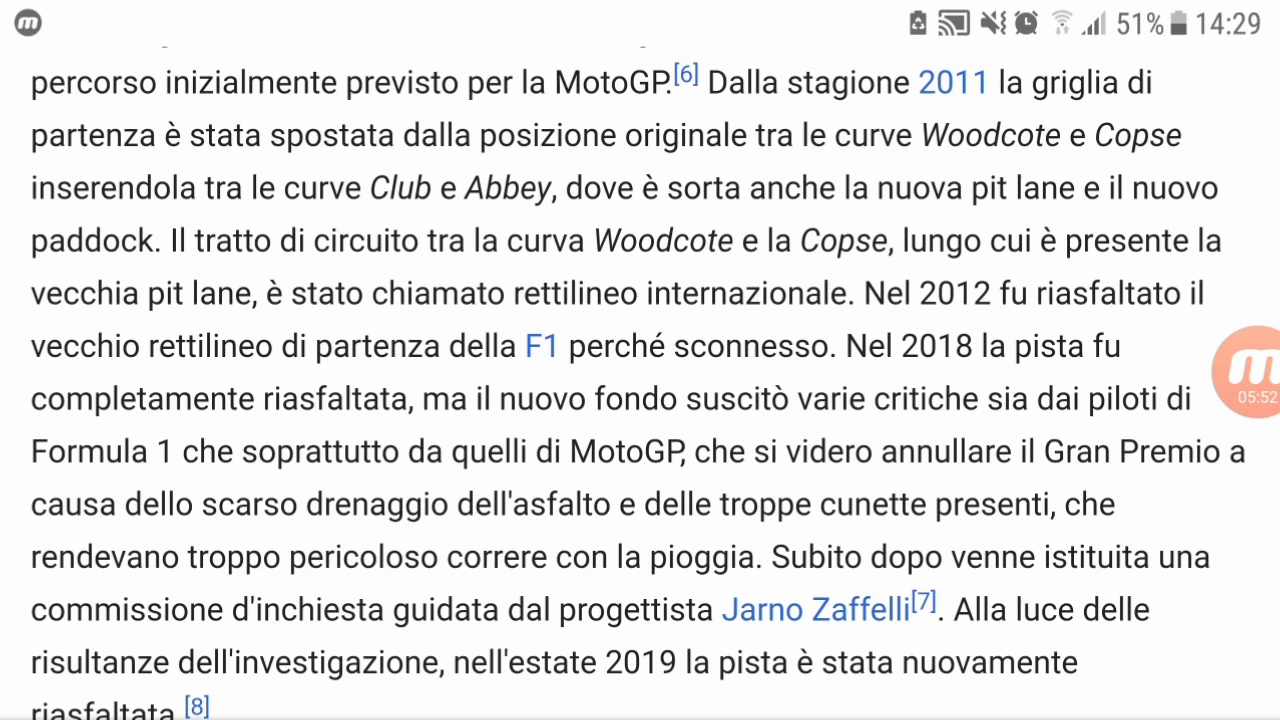 51% 14:29
percorso inizialmente previsto per la MotoGP.[6] Dalla stagione 2011 la griglia di
partenza è stata spostata dalla posizione originale tra le curve Woodcote e Copse
inserendola tra le curve Club e Abbey, dove è sorta anche la nuova pit lane e il nuovo
paddock. Il tratto di circuito tra la curva Woodcote e la Copse, lungo cui è presente la
vecchia pit lane, è stato chiamato rettilineo internazionale. Nel 2012 fu riasfaltato il
vecchio rettilineo di partenza della F1 perché sconnesso. Nel 2018 la pista fu
completamente riasfaltata, ma il nuovo fondo suscitò varie critiche sia dai piloti di
Formula 1 che soprattutto da quelli di MotoGP, che si videro annullare il Gran Premio a
causa dello scarso drenaggio dell'asfalto e delle troppe cunette presenti, che
rendevano troppo pericoloso correre con la pioggia. Subito dopo venne istituita una
commissione d'inchiesta guidata dal progettista Jarno Zaffelli[7]. Alla luce delle
risultanze dell'investigazione, nell'estate 2019 la pista è stata nuovamente
riasfaltata.[8]
05:52